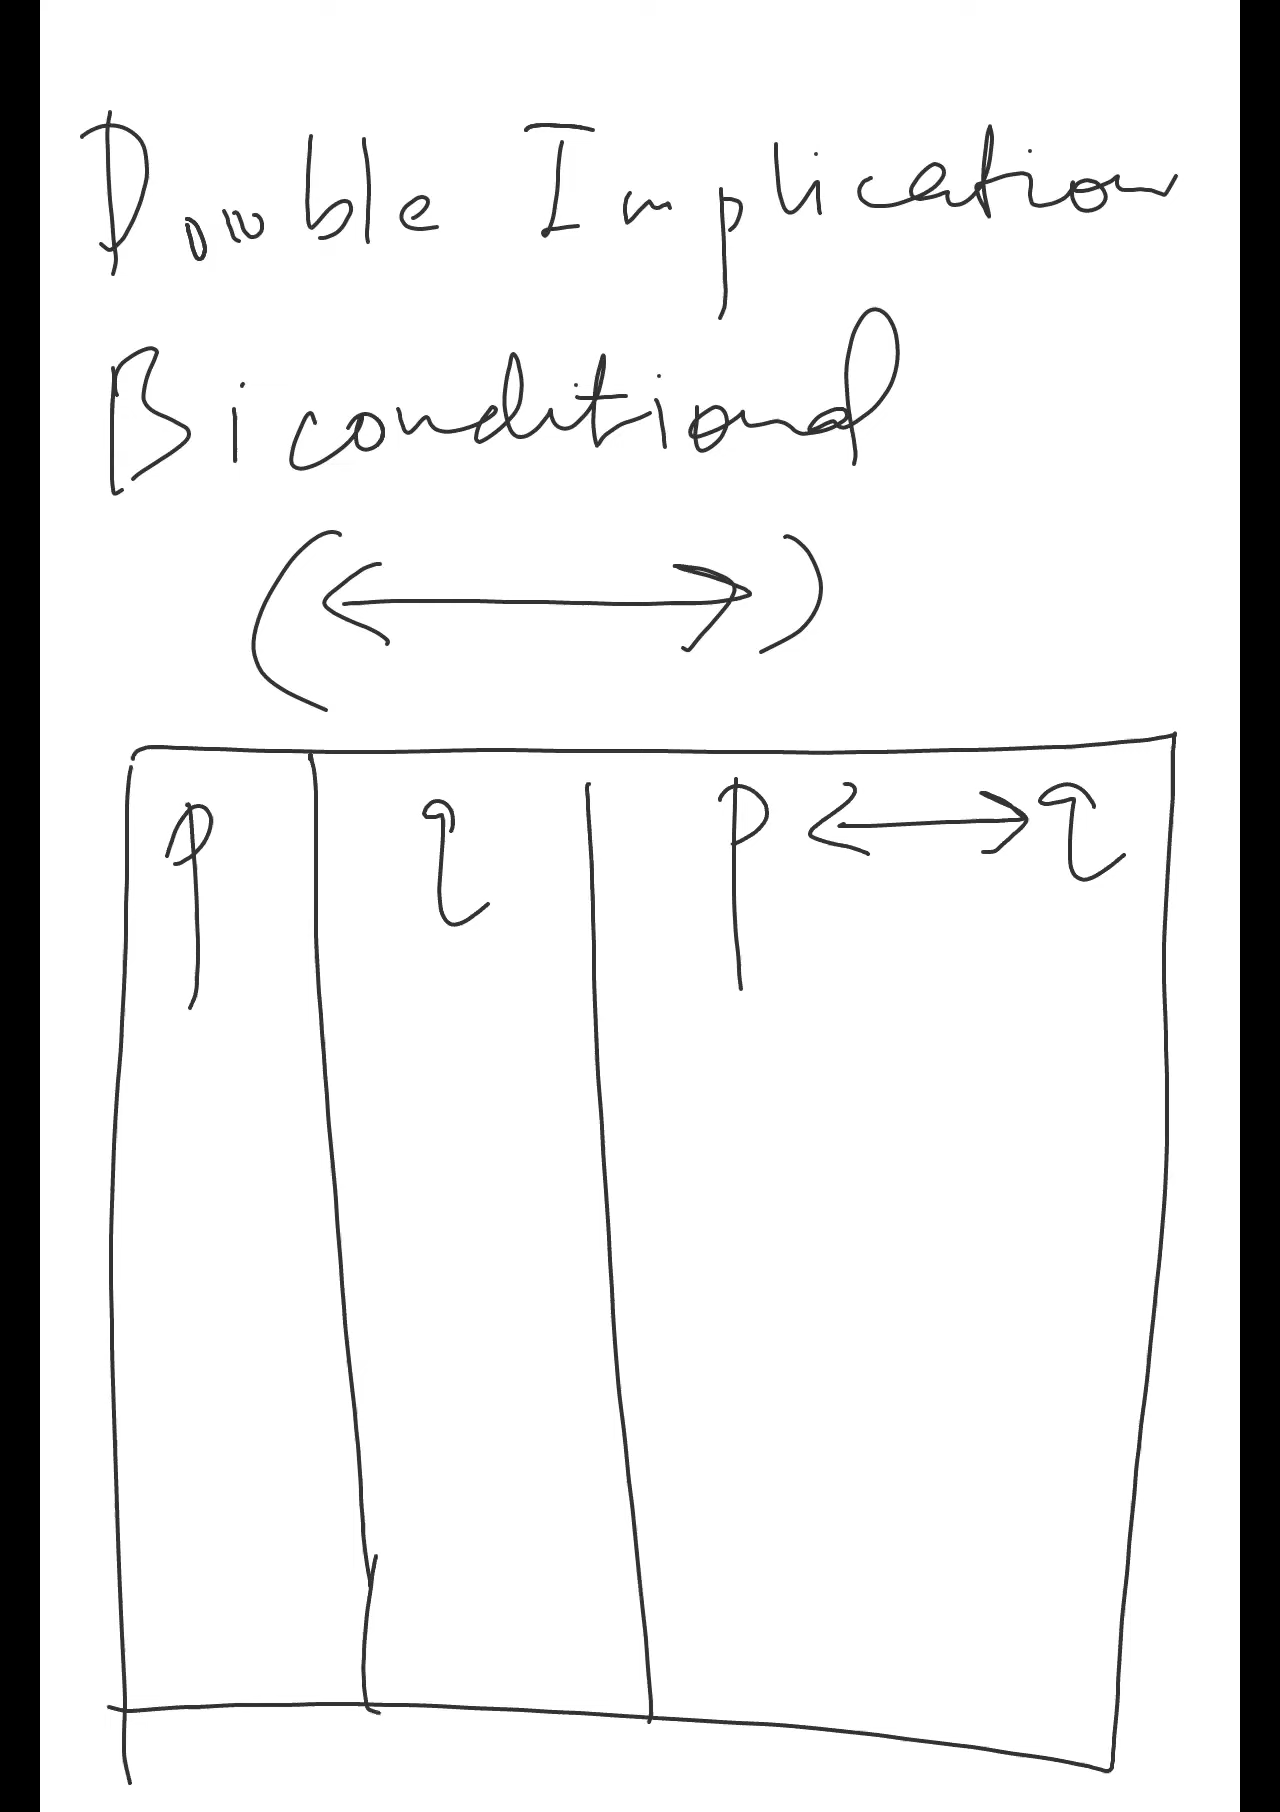 Double Implication
Biconditional
(↔)
p q p ↔ q